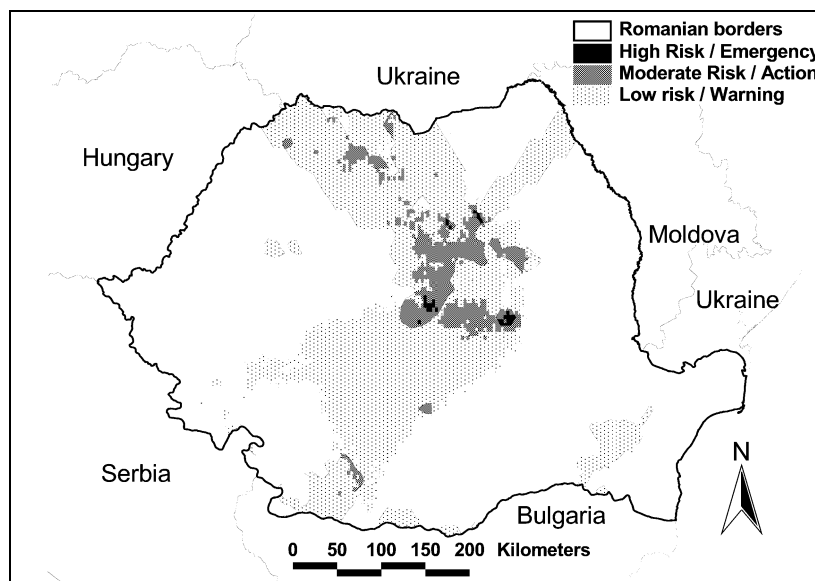 Romanian borders
High Risk / Emergency
Moderate Risk / Action
Low risk / Warning
Ukraine
Hungary
Moldova
Ukraine
Serbia
N
Bulgaria
0 50 100 150 200 Kilometers